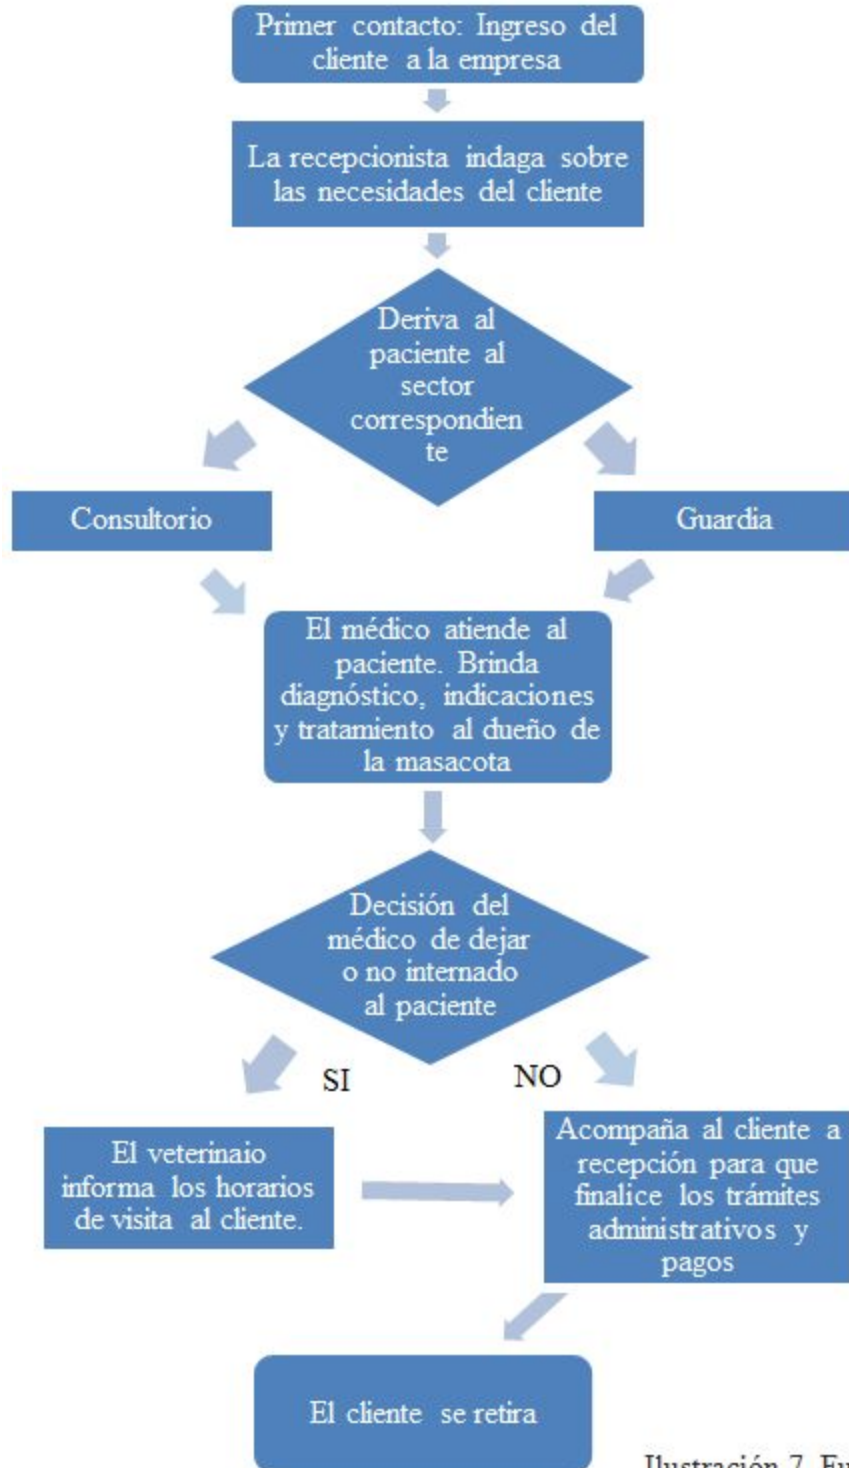 Primer contacto: Ingreso del
cliente a la empresa
La recepcionista indaga sobre
las necesidades del cliente
Deriva al
paciente al
sector
correspondien
te
Consultorio
Guardia
El médico atiende al
paciente. Brinda
diagnóstico, indicaciones
y tratamiento al dueño de
la masacota
Decisión del
médico de dejar
o no internado
al paciente
SI
NO
El veterinaio
informa los horarios
de visita al cliente.
Acompaña al cliente a
recepción para que
finalice los trámites
administrativos y
pagos
El cliente se retira
Ilustración 7